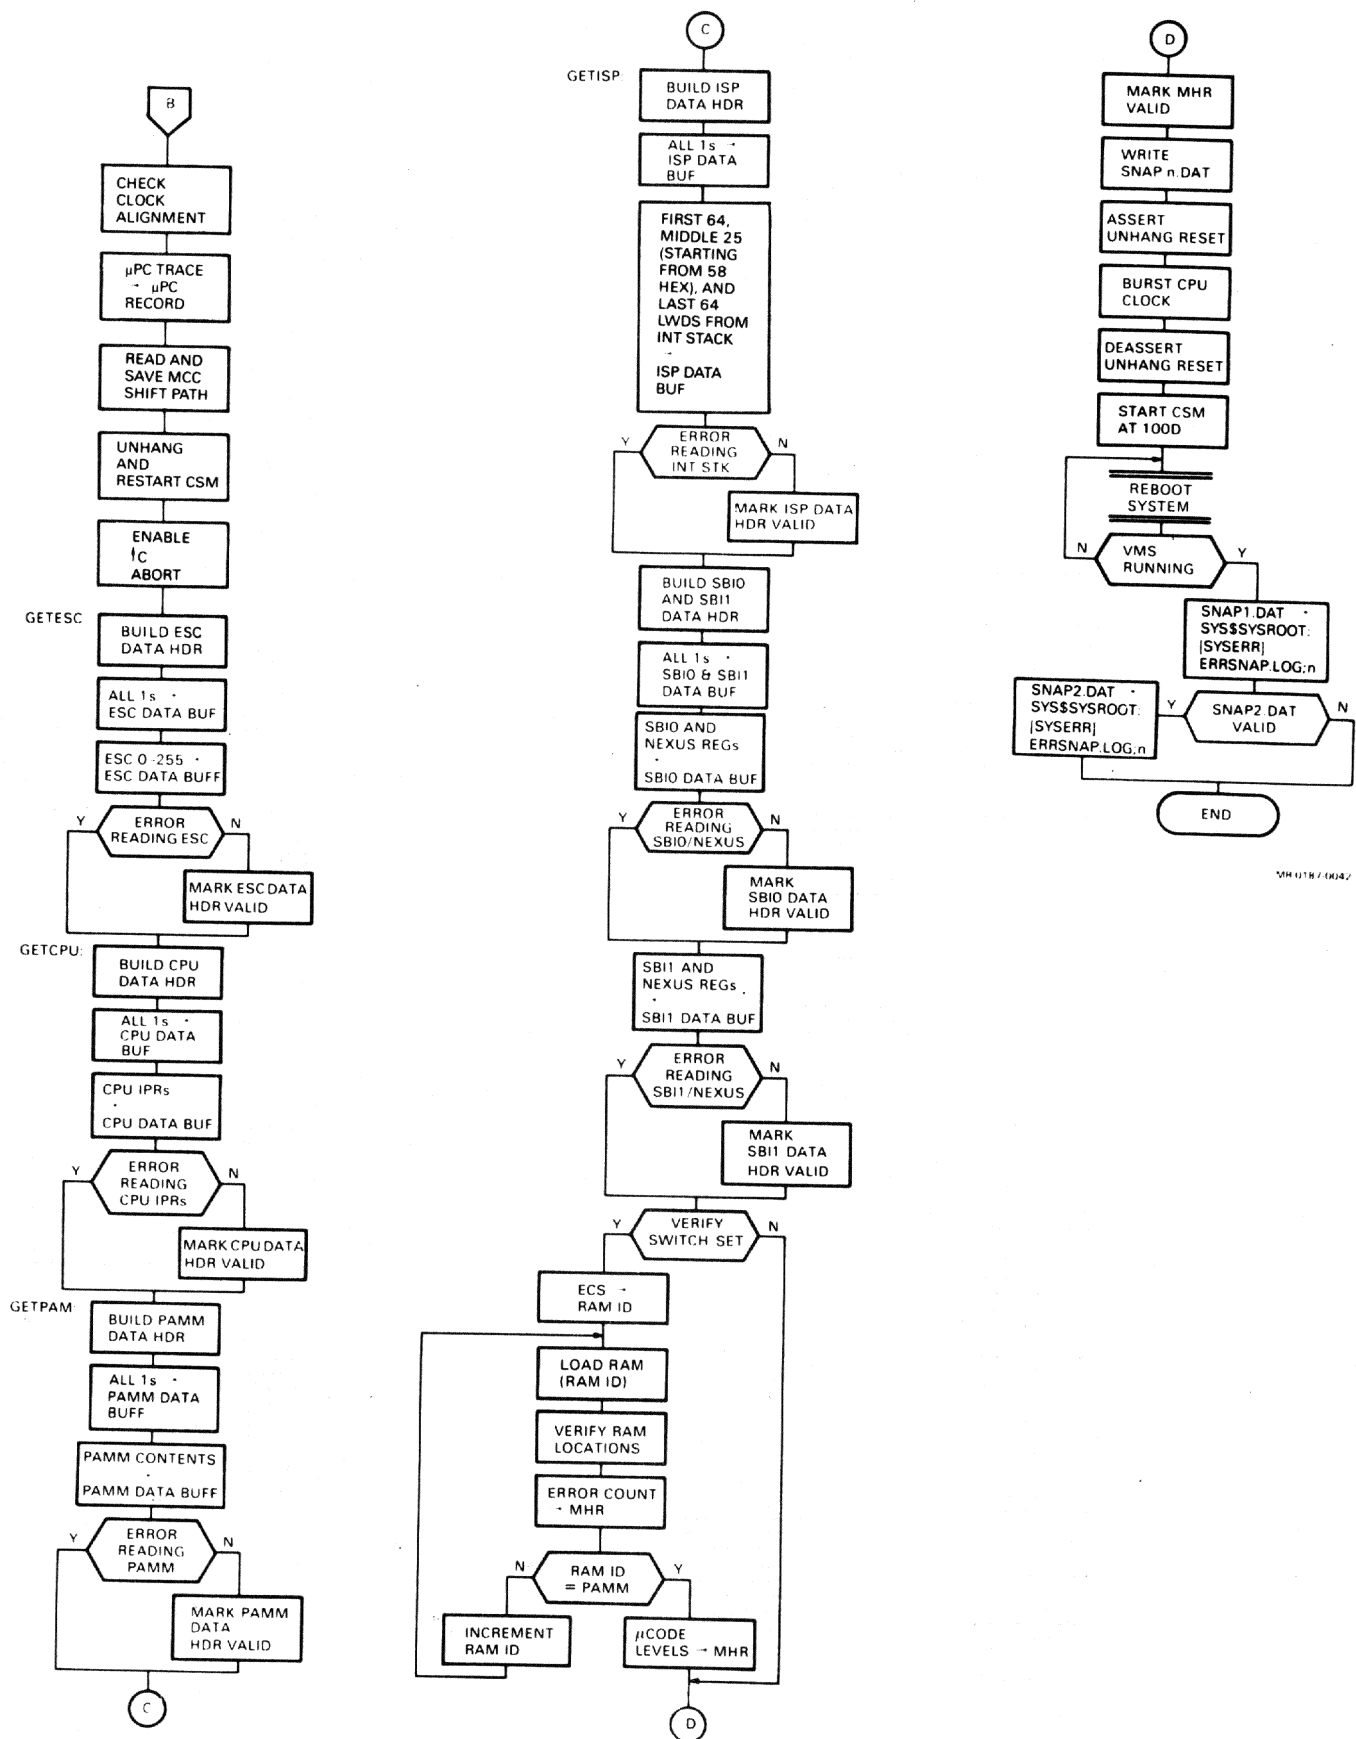 B
CHECK
CLOCK
ALIGNMENT
µPC TRACE
→ µPC
RECORD
READ AND
SAVE MCC
SHIFT PATH
UNHANG
AND
RESTART CSM
ENABLE
↑C
ABORT
GETESC
BUILD ESC
DATA HDR
ALL 1s →
ESC DATA BUF
ESC 0-255 →
ESC DATA BUFF
ERROR
READING ESC
Y
N
MARK ESC DATA
HDR VALID
GETCPU:
BUILD CPU
DATA HDR
ALL 1s →
CPU DATA
BUF
CPU IPRs
→
CPU DATA BUF
ERROR
READING
CPU IPRs
Y
N
MARK CPU DATA
HDR VALID
GETPAM:
BUILD PAMM
DATA HDR
ALL 1s →
PAMM DATA
BUFF
PAMM CONTENTS
→
PAMM DATA BUFF
ERROR
READING
PAMM
Y
N
MARK PAMM
DATA
HDR VALID
C
C
GETISP:
BUILD ISP
DATA HDR
ALL 1s →
ISP DATA
BUF
FIRST 64,
MIDDLE 25
(STARTING
FROM 58
HEX), AND
LAST 64
LWDS FROM
INT STACK
→
ISP DATA
BUF
ERROR
READING
INT STK
Y
N
MARK ISP DATA
HDR VALID
BUILD SBI0
AND SBI1
DATA HDR
ALL 1s →
SBI0 & SBI1
DATA BUF
SBI0 AND
NEXUS REGs
→
SBI0 DATA BUF
ERROR
READING
SBI0/NEXUS
Y
N
MARK
SBI0 DATA
HDR VALID
SBI1 AND
NEXUS REGs
→
SBI1 DATA BUF
ERROR
READING
SBI1/NEXUS
Y
N
MARK
SBI1 DATA
HDR VALID
VERIFY
SWITCH SET
Y
N
ECS →
RAM ID
LOAD RAM
(RAM ID)
VERIFY RAM
LOCATIONS
ERROR COUNT
→ MHR
RAM ID
= PAMM
N
Y
INCREMENT
RAM ID
µCODE
LEVELS → MHR
D
D
MARK MHR
VALID
WRITE
SNAP n.DAT
ASSERT
UNHANG RESET
BURST CPU
CLOCK
DEASSERT
UNHANG RESET
START CSM
AT 100D
REBOOT
SYSTEM
VMS
RUNNING
N
Y
SNAP1.DAT →
SYS$SYSROOT:
[SYSERR]
ERRSNAP.LOG;n
SNAP2.DAT
VALID
Y
N
SNAP2.DAT →
SYS$SYSROOT:
[SYSERR]
ERRSNAP.LOG;n
END
MR-0187-0042